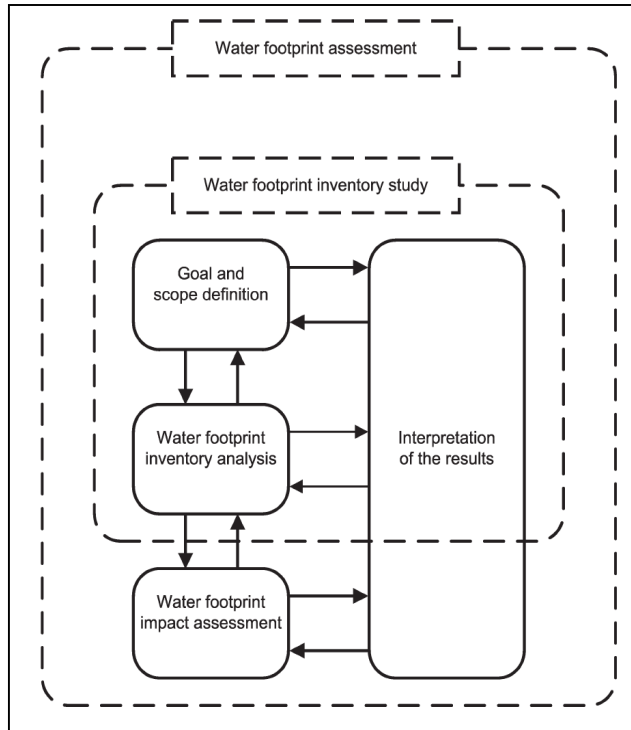 Water footprint assessment
Water footprint inventory study
Goal and
scope definition
Water footprint
inventory analysis
Interpretation
of the results
Water footprint
impact assessment